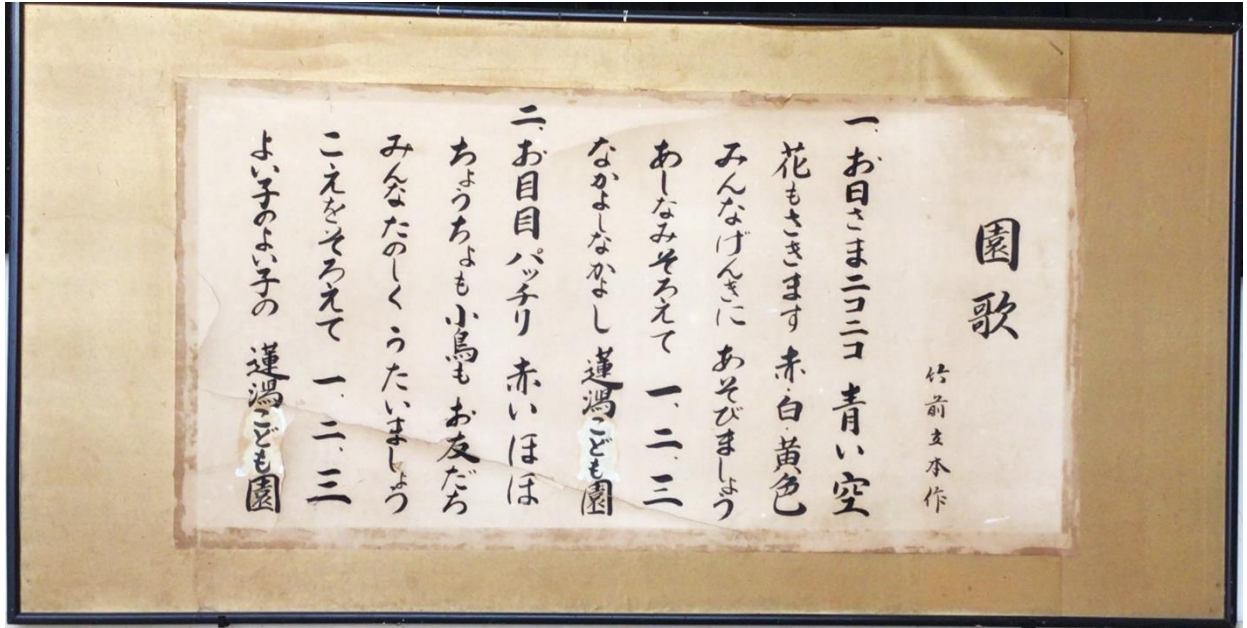 園歌
竹前立本作
一、お日さまニコニコ 青い空
花もさきます 赤・白・黄色
みんなげんきに あそびましょう
あしなみそろえて 一、二、三
なかよしなかよし 蓮潟こども園
二、お目目パッチリ 赤いほほ
ちょうちょも小鳥も お友だち
みんなたのしく うたいましょう
こえをそろえて 一、二、三
よい子のよい子の 蓮潟こども園